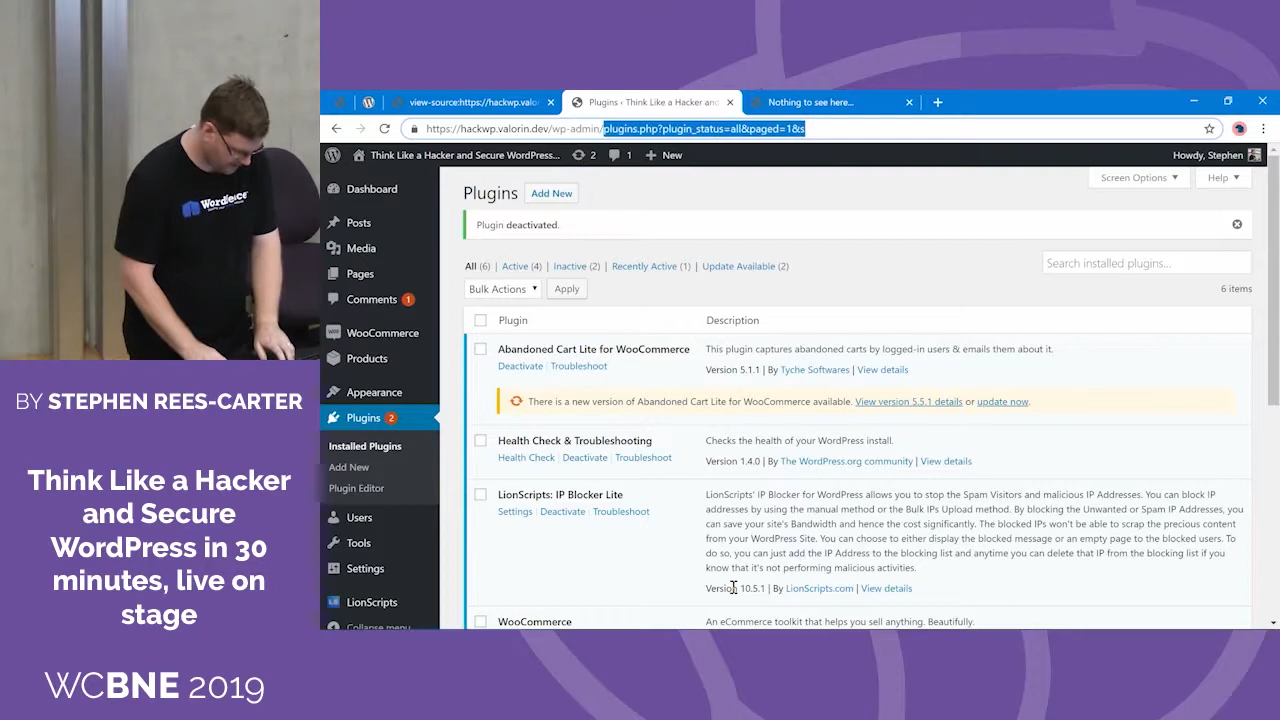 Wordfence
BY STEPHEN REES-CARTER
Think Like a Hacker
and Secure
WordPress in 30
minutes, live on
stage
WCBNE 2019
view-source:https://hackwp.valor
Plugins ‹ Think Like a Hacker and
Nothing to see here...
https://hackwp.valorin.dev/wp-admin/plugins.php?plugin_status=all&paged=1&s
Think Like a Hacker and Secure WordPress... 2 1 New Howdy, Stephen
Dashboard
Posts
Media
Pages
Comments 1
WooCommerce
Products
Appearance
Plugins 2
Installed Plugins
Add New
Plugin Editor
Users
Tools
Settings
LionScripts
Collapse menu
Screen Options Help
Plugins Add New
Plugin deactivated.
All (6) | Active (4) | Inactive (2) | Recently Active (1) | Update Available (2)
Search installed plugins...
Bulk Actions Apply
6 items
Plugin Description
Abandoned Cart Lite for WooCommerce
Deactivate | Troubleshoot
This plugin captures abandoned carts by logged-in users & emails them about it.
Version 5.1.1 | By Tyche Softwares | View details
There is a new version of Abandoned Cart Lite for WooCommerce available. View version 5.5.1 details or update now.
Health Check & Troubleshooting
Health Check | Deactivate | Troubleshoot
Checks the health of your WordPress install.
Version 1.4.0 | By The WordPress.org community | View details
LionScripts: IP Blocker Lite
Settings | Deactivate | Troubleshoot
LionScripts' IP Blocker for WordPress allows you to stop the Spam Visitors and malicious IP Addresses. You can block IP
addresses by using the manual method or the Bulk IPs Upload method. By blocking the Unwanted or Spam IP Addresses, you
can save your site's Bandwidth and hence the cost significantly. The blocked IPs won't be able to scrap the precious content
from your WordPress Site. You can choose to either display the blocked message or an empty page to the blocked users. To
do so, you can just add the IP Address to the blocking list and anytime you can delete that IP from the blocking list if you
know that it's not performing malicious activities.
Version 10.5.1 | By LionScripts.com | View details
WooCommerce
An eCommerce toolkit that helps you sell anything. Beautifully.